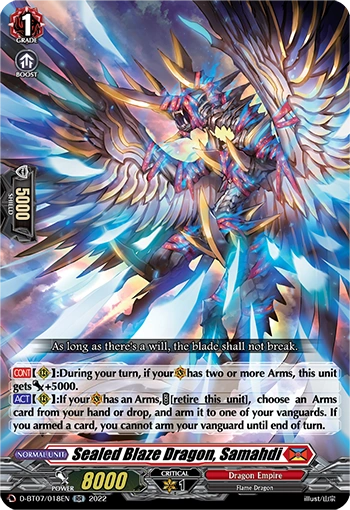 1
GRADE
BOOST
5000
SHIELD
As long as there's a will, the blade shall not break.
CONT [ ]:During your turn, if your has two or more Arms, this unit
gets +5000.
ACT [ ]:If your has an Arms, [retire this unit], choose an Arms
card from your hand or drop, and arm it to one of your vanguards. If
you armed a card, you cannot arm your vanguard until end of turn.
NORMAL UNIT Sealed Blaze Dragon, Samahdi
POWER 8000 CRITICAL 1 Dragon Empire
Flame Dragon
D-BT07/018EN RR 2022 illust/山宗